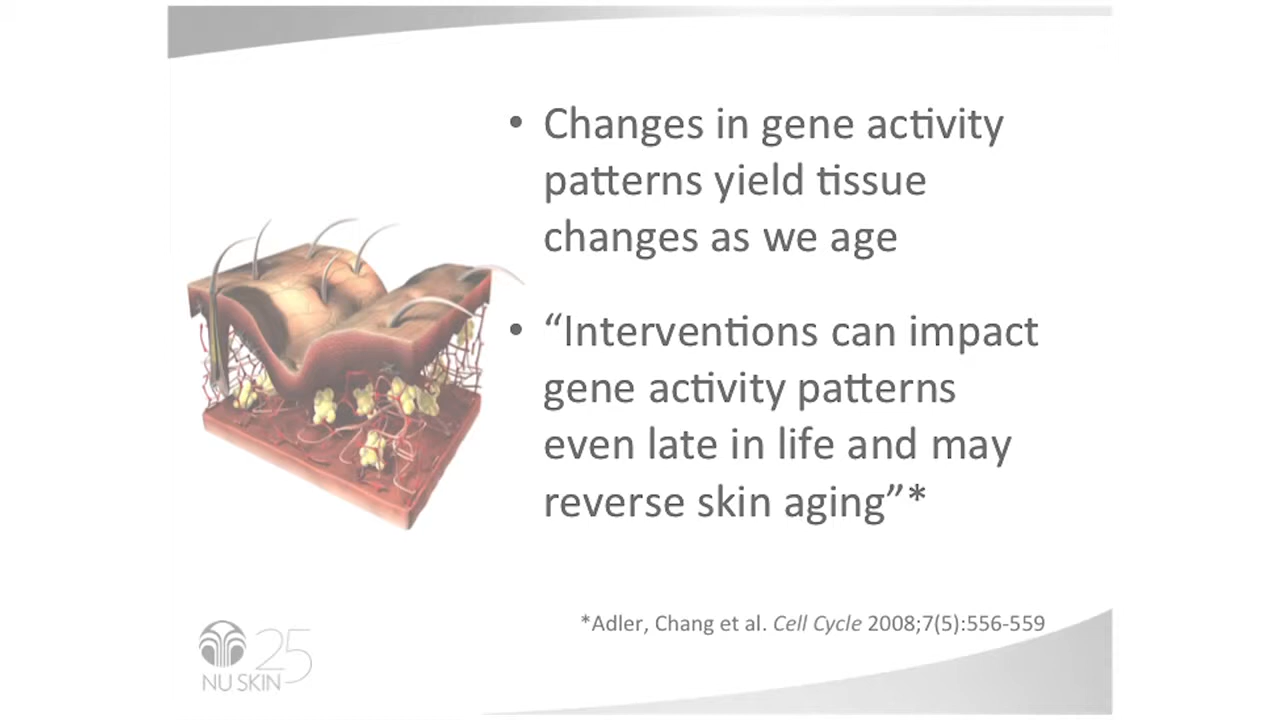 • Changes in gene activity
patterns yield tissue
changes as we age
• “Interventions can impact
gene activity patterns
even late in life and may
reverse skin aging”*
*Adler, Chang et al. Cell Cycle 2008;7(5):556-559
25
NU SKIN